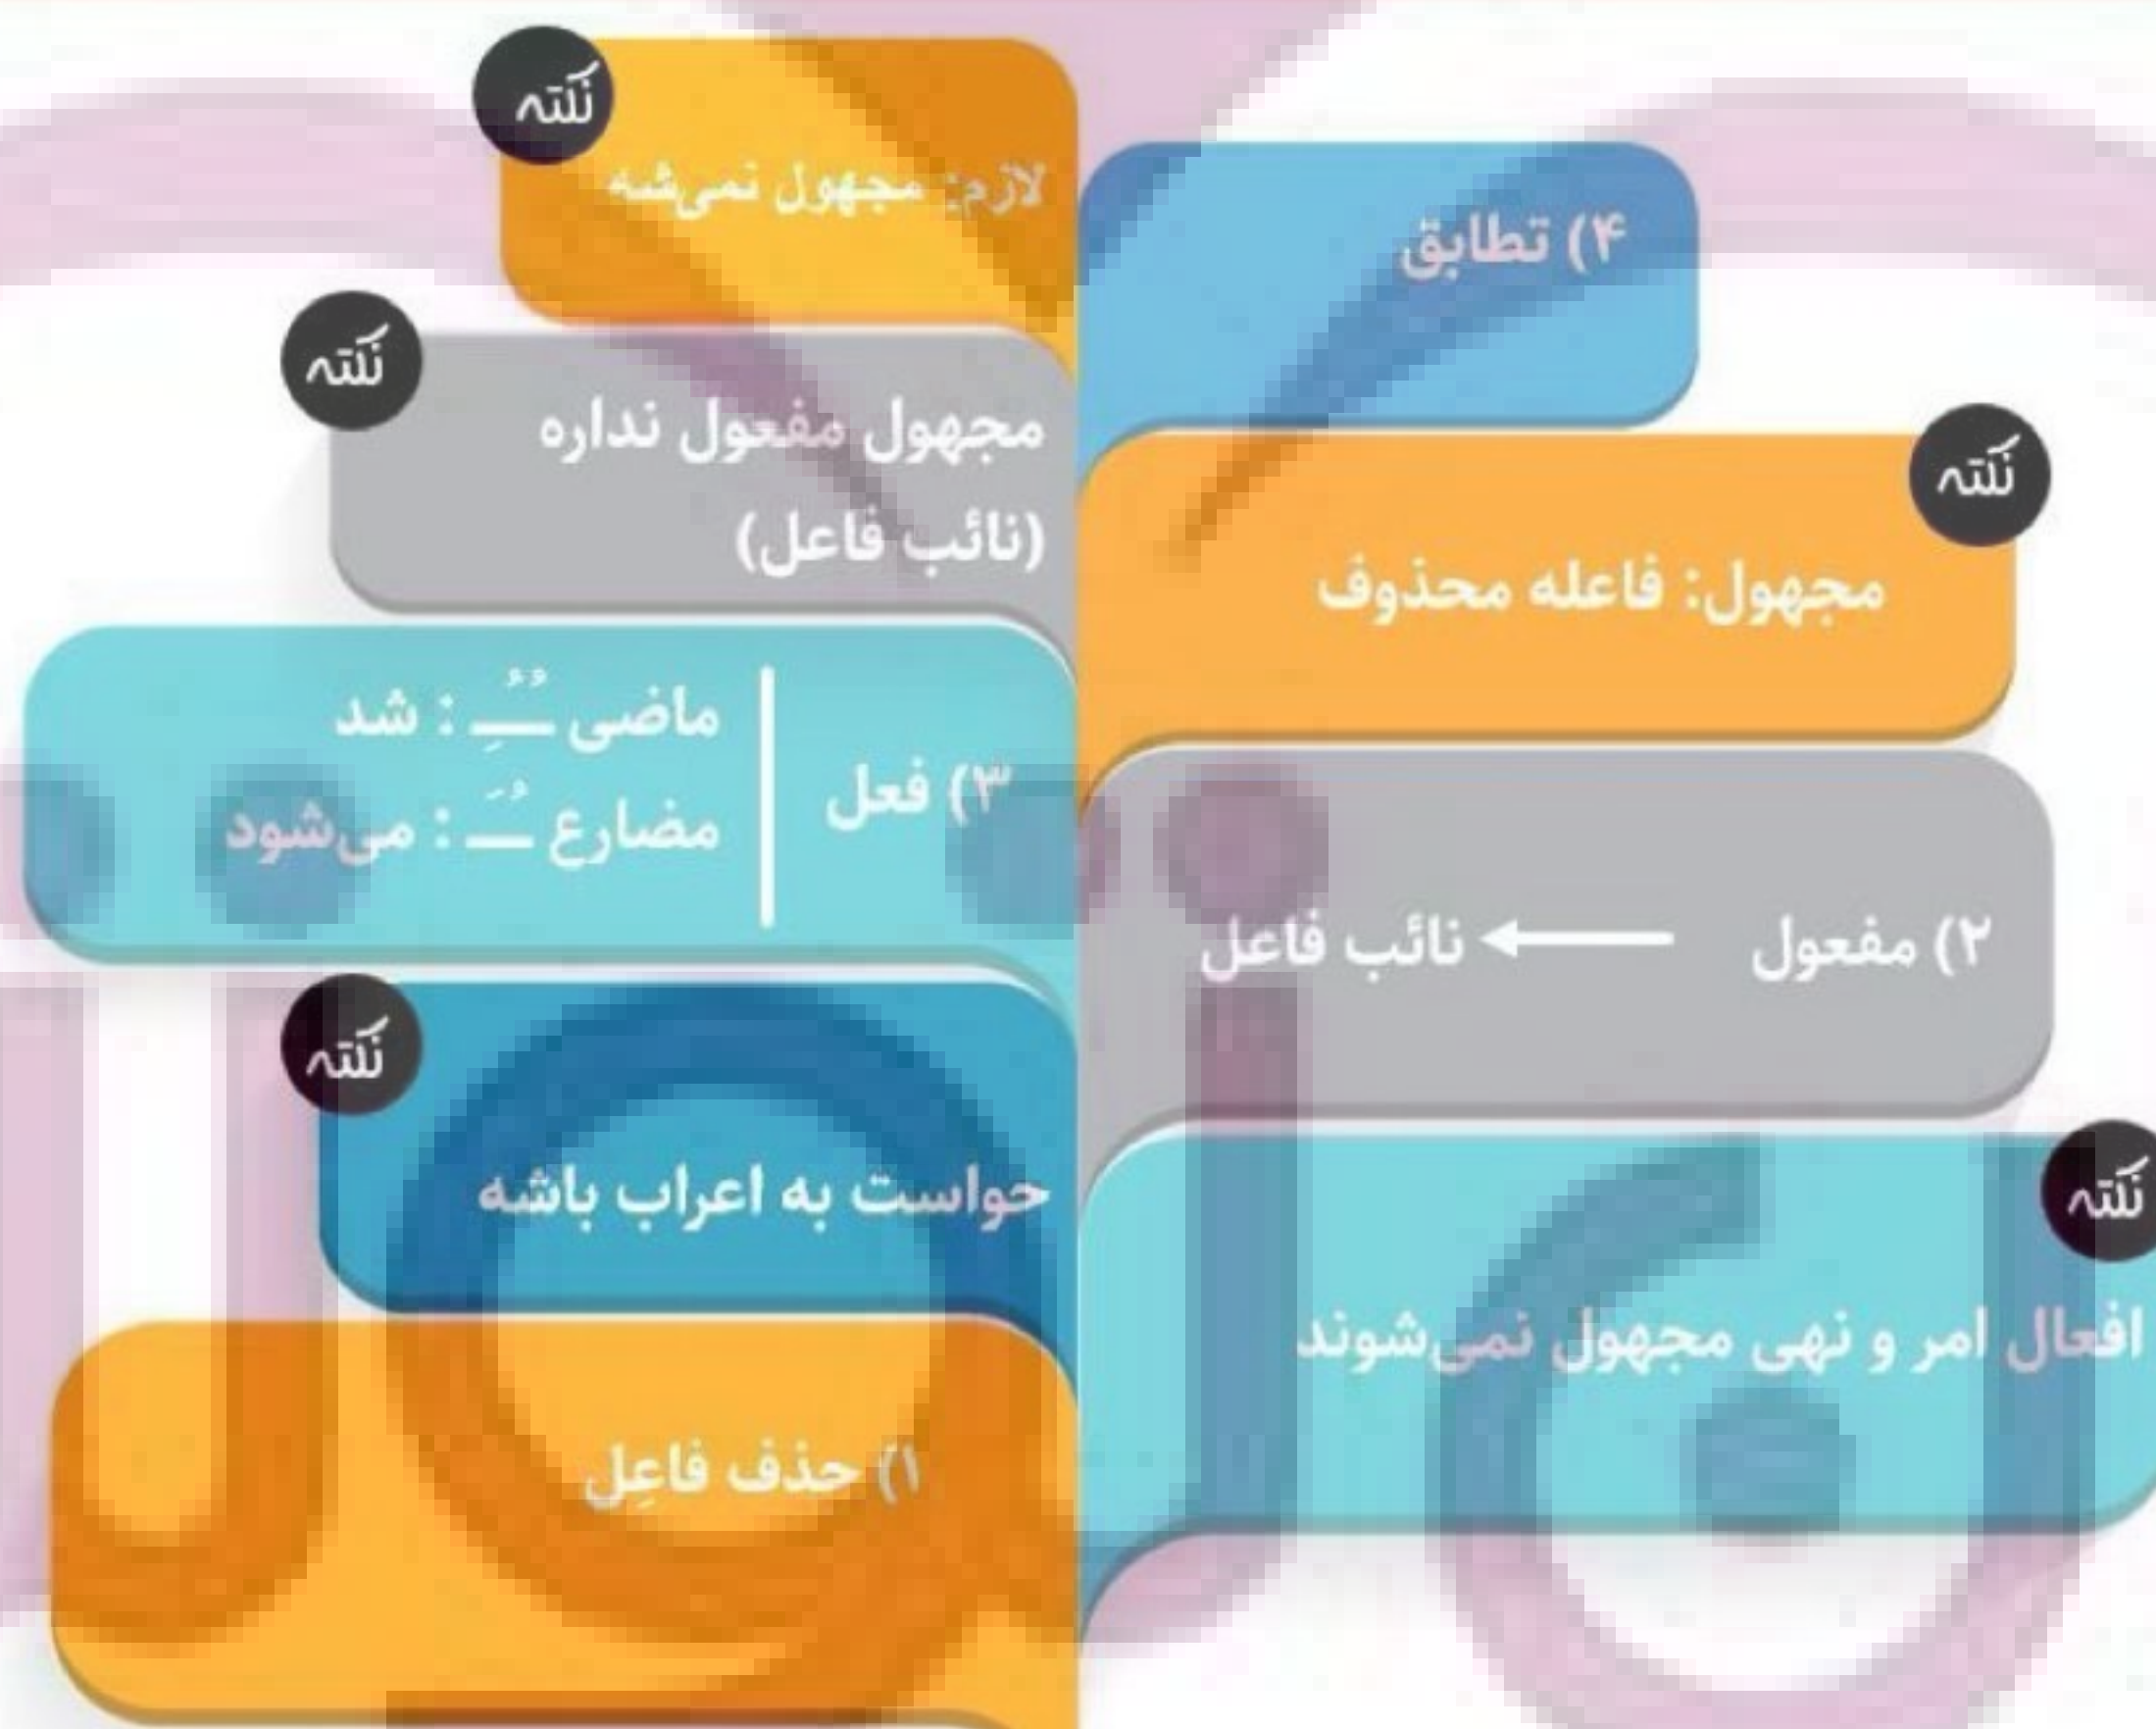 نکته
لازم: مجهول نمی‌شه
۴) تطابق
نکته
مجهول مفعول نداره
(نائب فاعل)
نکته
مجهول: فاعله محذوف
۳) فعل
ماضی ـُـُـِـ : شد
مضارع ـُـَـ : می‌شود
۲) مفعول ← نائب فاعل
نکته
حواست به اعراب باشه
نکته
افعال امر و نهی مجهول نمی‌شوند
۱) حذف فاعِل